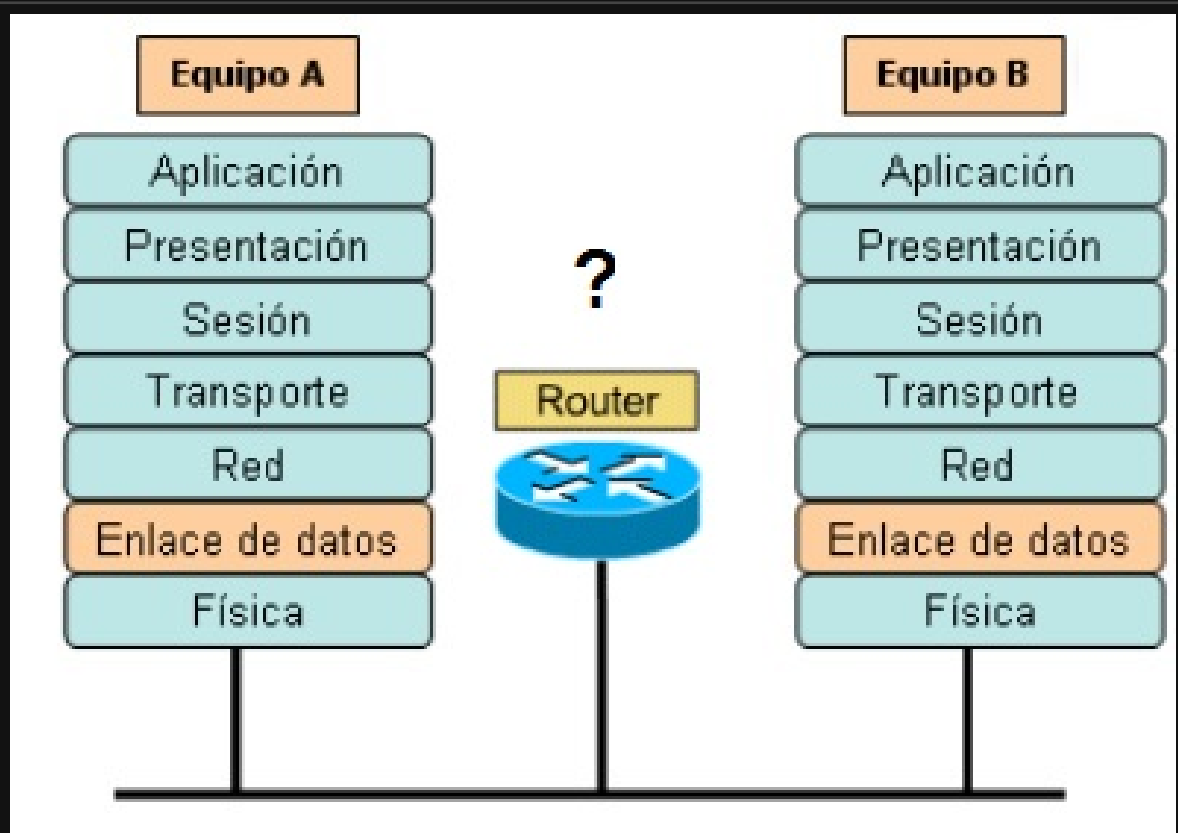 Equipo A
Aplicación
Presentación
Sesión
Transporte
Red
Enlace de datos
Física
?
Router
Equipo B
Aplicación
Presentación
Sesión
Transporte
Red
Enlace de datos
Física